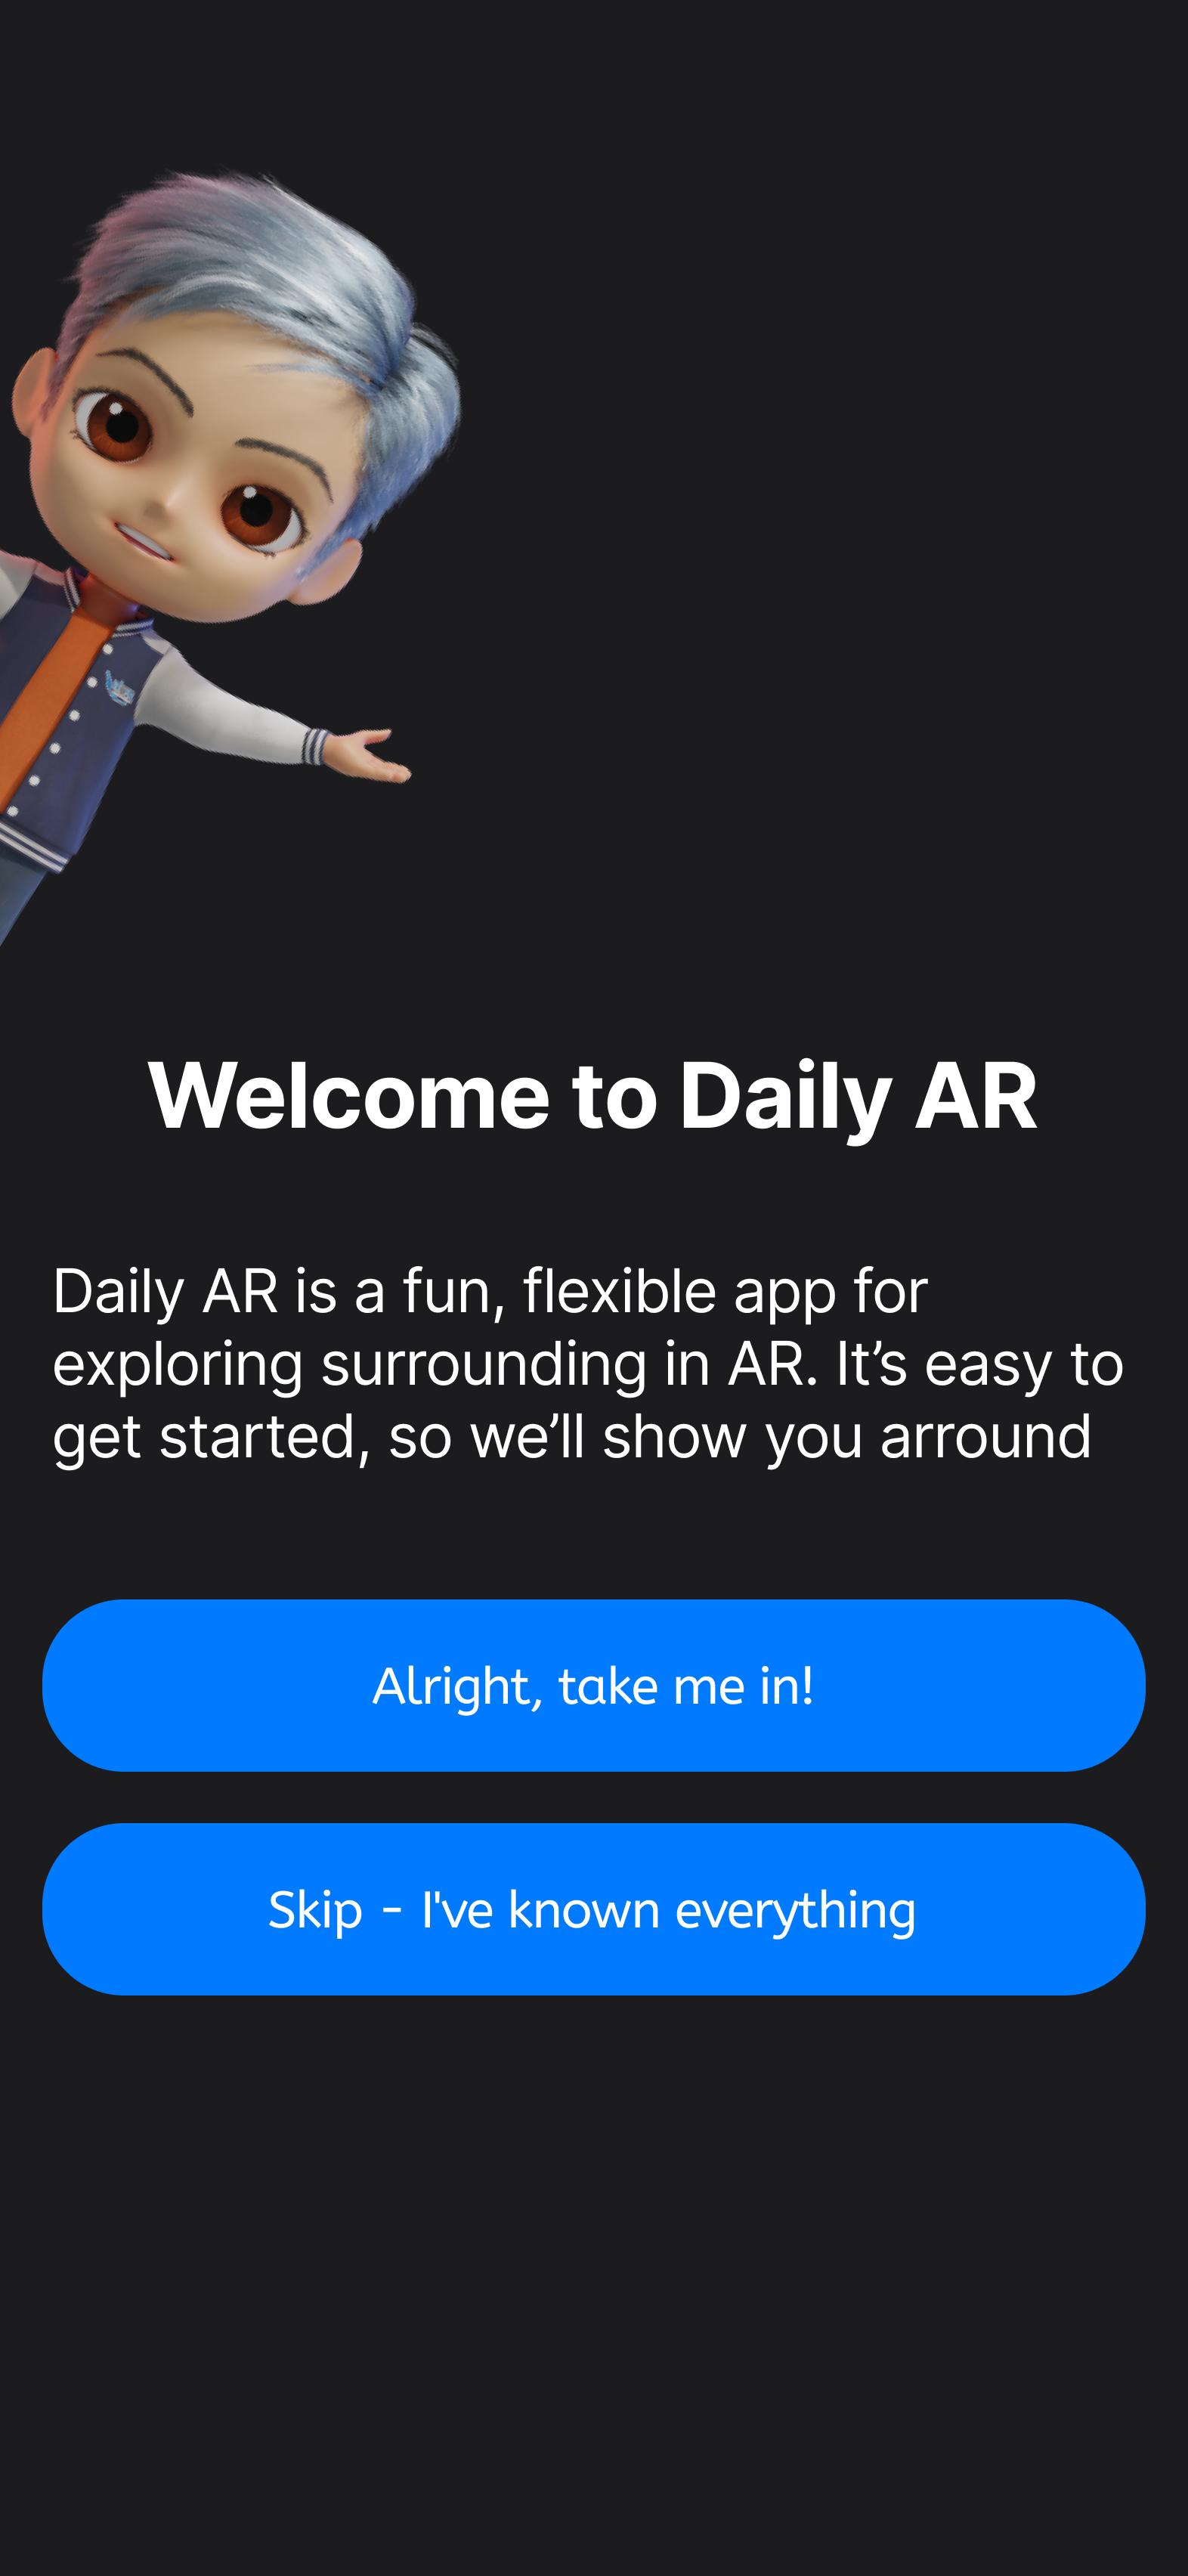 Welcome to Daily AR
Daily AR is a fun, flexible app for
exploring surrounding in AR. It’s easy to
get started, so we’ll show you arround
Alright, take me in!
Skip - I've known everything